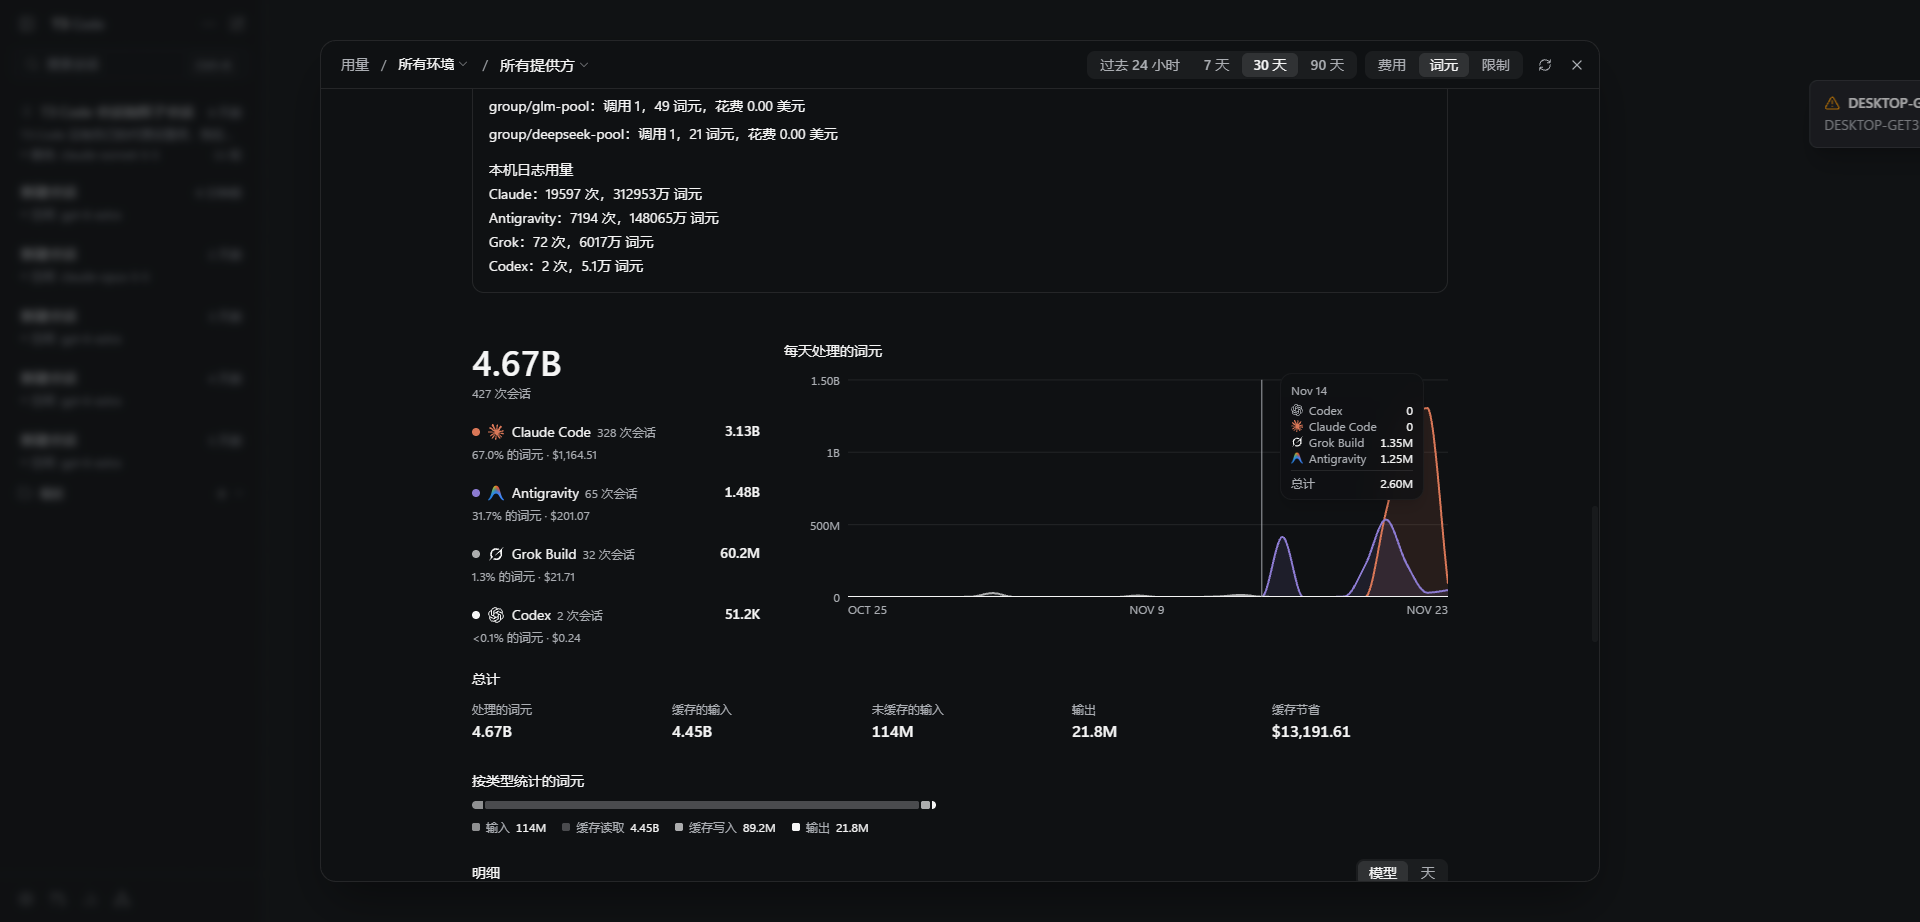 用量 / 所有环境 / 所有提供方
过去 24 小时 7 天 30 天 90 天 费用 词元 限制
DESKTOP-G
DESKTOP-GET3
group/glm-pool：调用 1，49 词元，花费 0.00 美元
group/deepseek-pool：调用 1，21 词元，花费 0.00 美元
本机日志用量
Claude：19597 次，312953万 词元
Antigravity：7194 次，148065万 词元
Grok：72 次，6017万 词元
Codex：2 次，5.1万 词元
4.67B
427 次会话
Claude Code 328 次会话 3.13B
67.0% 的词元 · $1,164.51
Antigravity 65 次会话 1.48B
31.7% 的词元 · $201.07
Grok Build 32 次会话 60.2M
1.3% 的词元 · $21.71
Codex 2 次会话 51.2K
<0.1% 的词元 · $0.24
每天处理的词元
1.50B
1B
500M
0
OCT 25 NOV 9 NOV 23
Nov 14
Codex 0
Claude Code 0
Grok Build 1.35M
Antigravity 1.25M
总计 2.60M
总计
处理的词元 缓存的输入 未缓存的输入 输出 缓存节省
4.67B 4.45B 114M 21.8M $13,191.61
按类型统计的词元
输入 114M 缓存读取 4.45B 缓存写入 89.2M 输出 21.8M
明细 模型 天